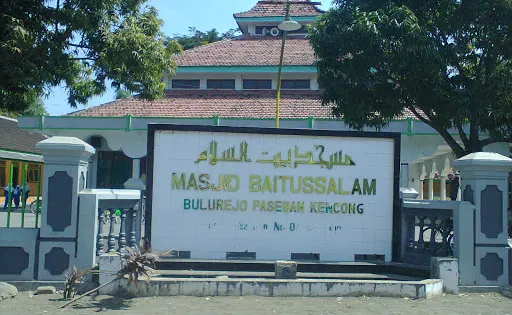 مسجد بيت السلام
MASJID BAITUSSALAM
BULUREJO PASEBAN KENCONG